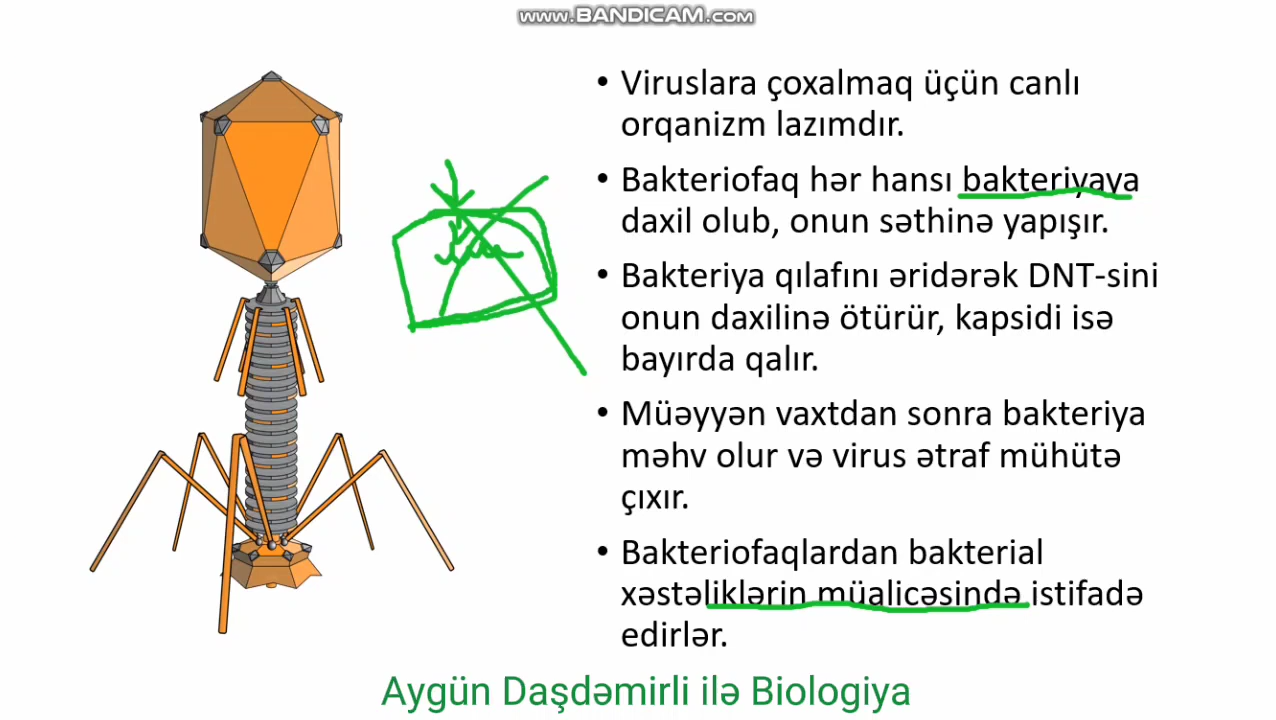 www.BANDICAM.com
• Viruslara çoxalmaq üçün canlı
orqanizm lazımdır.
• Bakteriofaq hər hansı bakteriyaya
daxil olub, onun səthinə yapışır.
• Bakteriya qılafını əridərək DNT-sini
onun daxilinə ötürür, kapsidi isə
bayırda qalır.
• Müəyyən vaxtdan sonra bakteriya
məhv olur və virus ətraf mühütə
çıxır.
• Bakteriofaqlardan bakterial
xəstəliklərin müalicəsində istifadə
edirlər.
Aygün Daşdəmirli ilə Biologiya